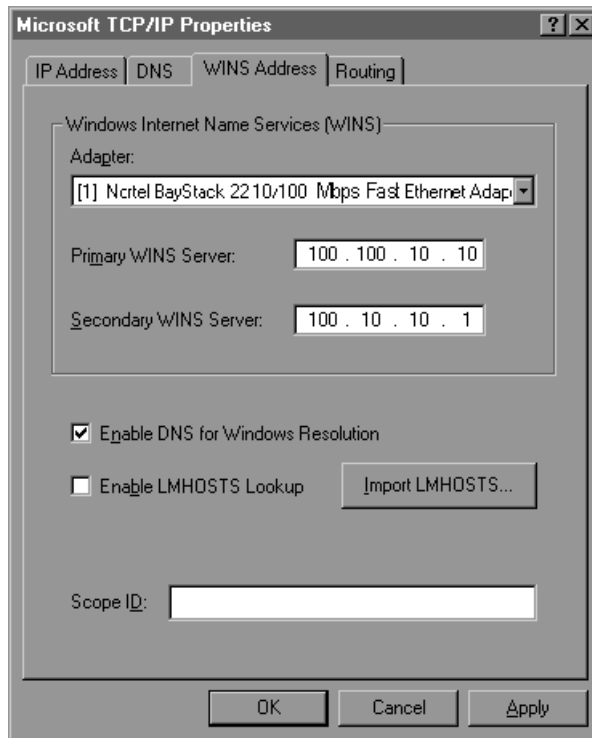 Microsoft TCP/IP Properties
IP Address DNS WINS Address Routing
Windows Internet Name Services (WINS)
Adapter:
[1] Nortel BayStack 2210/100 Mbps Fast Ethernet Adap
Primary WINS Server: 100 . 100 . 10 . 10
Secondary WINS Server: 100 . 10 . 10 . 1
Enable DNS for Windows Resolution
Enable LMHOSTS Lookup Import LMHOSTS...
Scope ID:
OK Cancel Apply